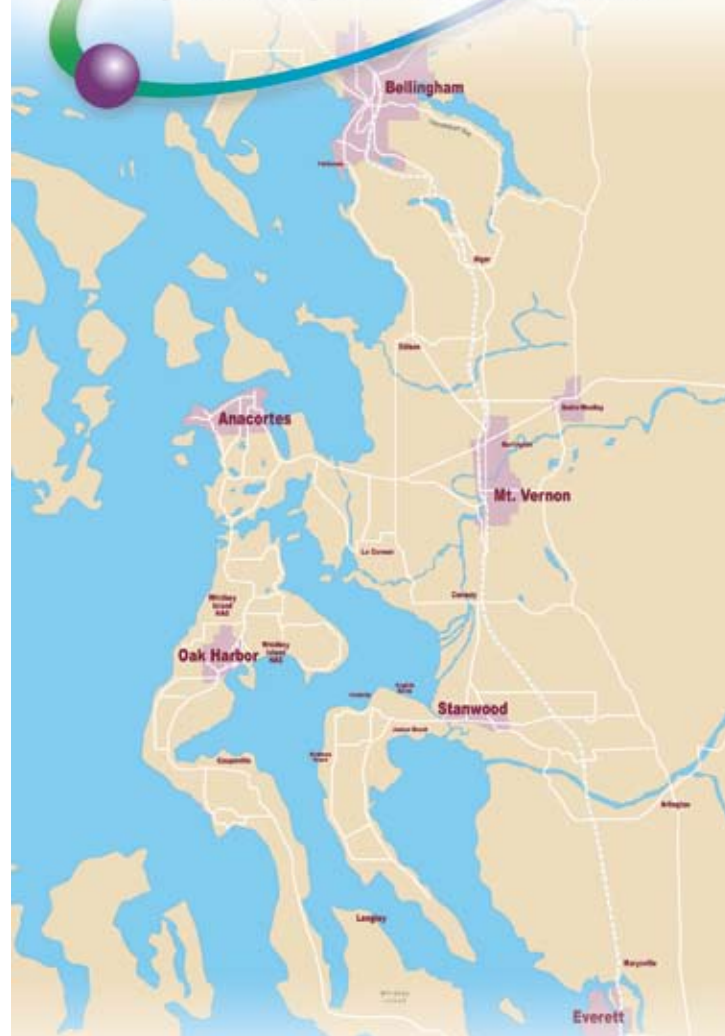 Bellingham
Fairhaven
Alger
Edison
Anacortes
Sedro-Woolley
Burlington
Mt. Vernon
La Conner
Conway
Whidbey
Island
NAS
Whidbey
Island
NAS
Oak Harbor
Stanwood
Coupeville
Arlington
Langley
Marysville
Everett